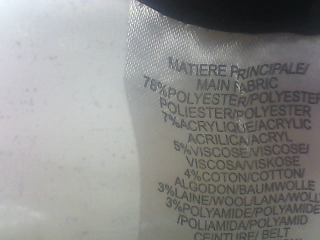 MATIERE PRINCIPALE/
MAIN FABRIC
78%POLYESTER/POLYESTER
POLIESTER/POLYESTER
7%ACRYLIQUE/ACRYLIC
ACRILICA/ACRYL
5%VISCOSE/VISCOSE/
VISCOSA/VISKOSE
4%COTON/COTTON/
ALGODON/BAUMWOLLE
3%LAINE/WOOL/LANA/WOLL
3%POLYAMIDE/POLYAMIDE
/POLIAMIDA/POLYAMID
CEINTURE/ BELT